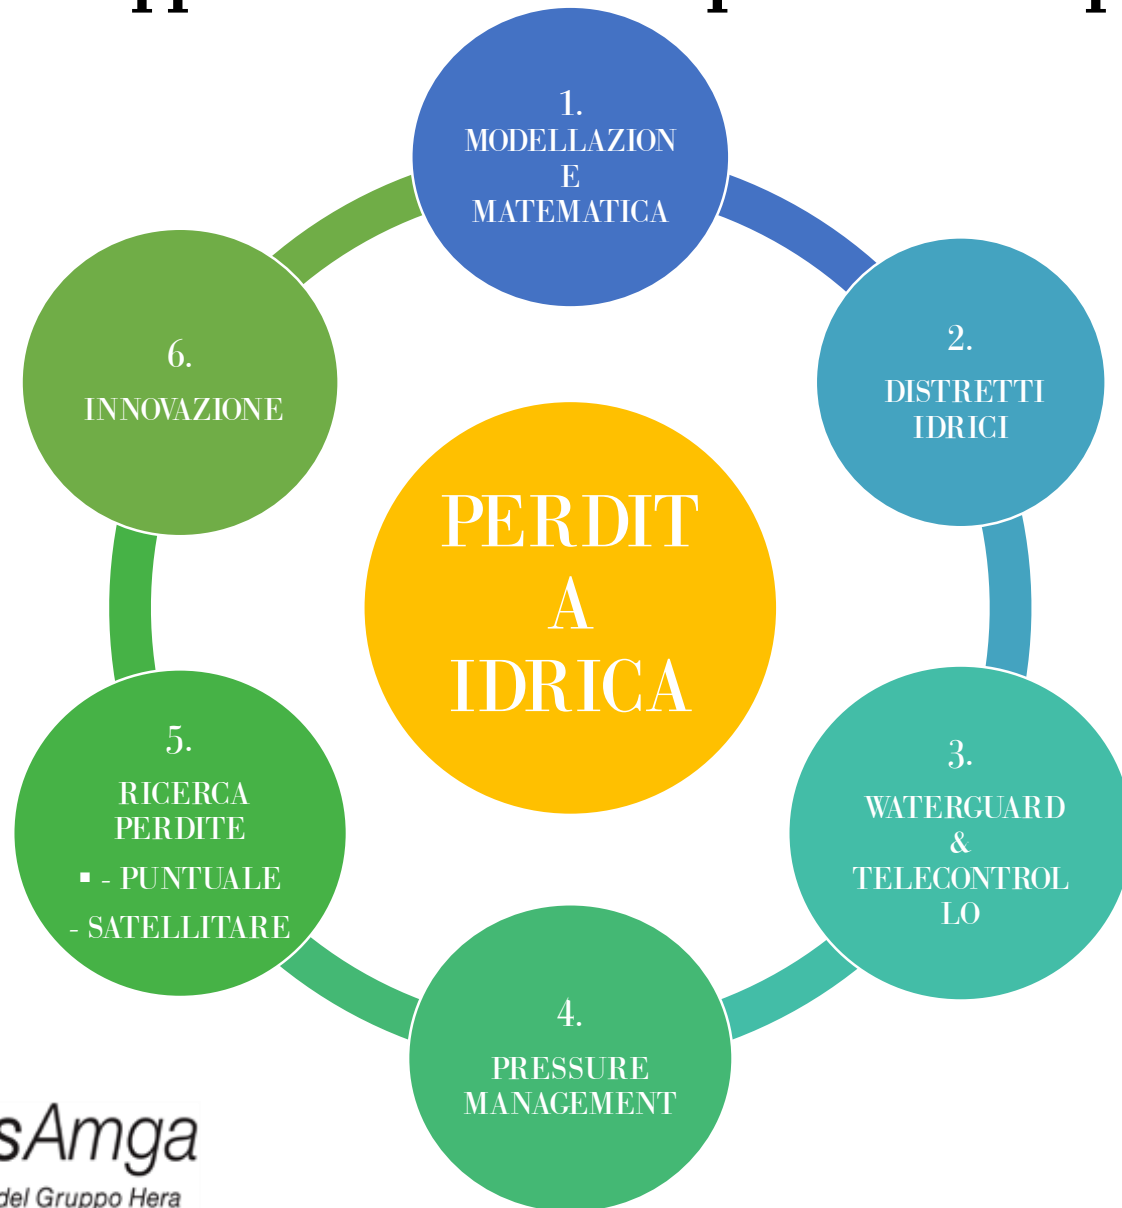 1.
MODELLAZION
E
MATEMATICA
2.
DISTRETTI
IDRICI
3.
WATERGUARD
&
TELECONTROL
LO
4.
PRESSURE
MANAGEMENT
5.
RICERCA
PERDITE
▪ - PUNTUALE
- SATELLITARE
6.
INNOVAZIONE
PERDIT
A
IDRICA
sAmga
del Gruppo Hera